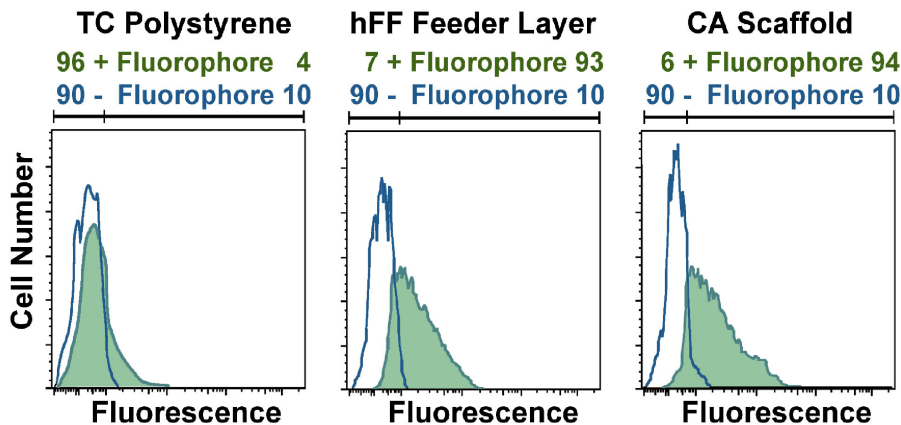 TC Polystyrene
96 + Fluorophore 4
90 - Fluorophore 10
hFF Feeder Layer
7 + Fluorophore 93
90 - Fluorophore 10
CA Scaffold
6 + Fluorophore 94
90 - Fluorophore 10
Cell Number
Fluorescence
Fluorescence
Fluorescence